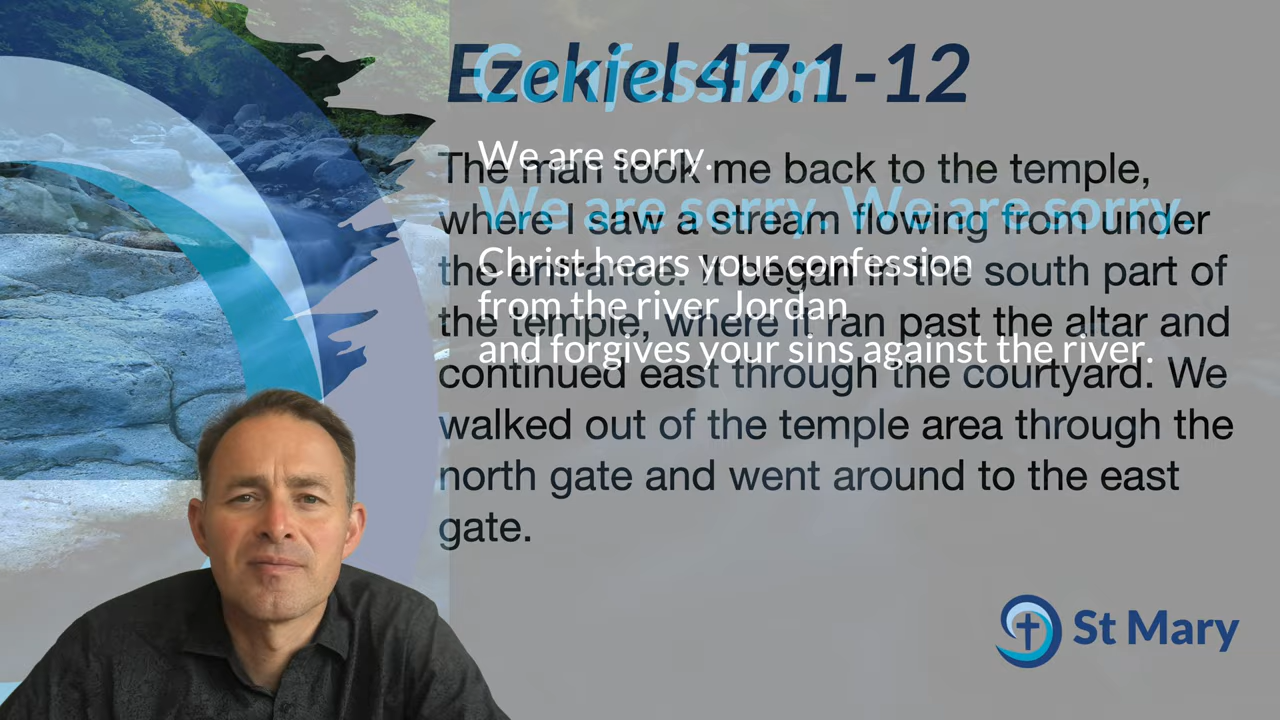 Ezekiel 47:1-12
The man took me back to the temple,
where I saw a stream flowing from under
the entrance. It began in the south part of
the temple, where it ran past the altar and
continued east through the courtyard. We
walked out of the temple area through the
north gate and went around to the east
gate.
Confession
We are sorry.
We are sorry. We are sorry.
Christ hears your confession
from the river Jordan
and forgives your sins against the river.
St Mary